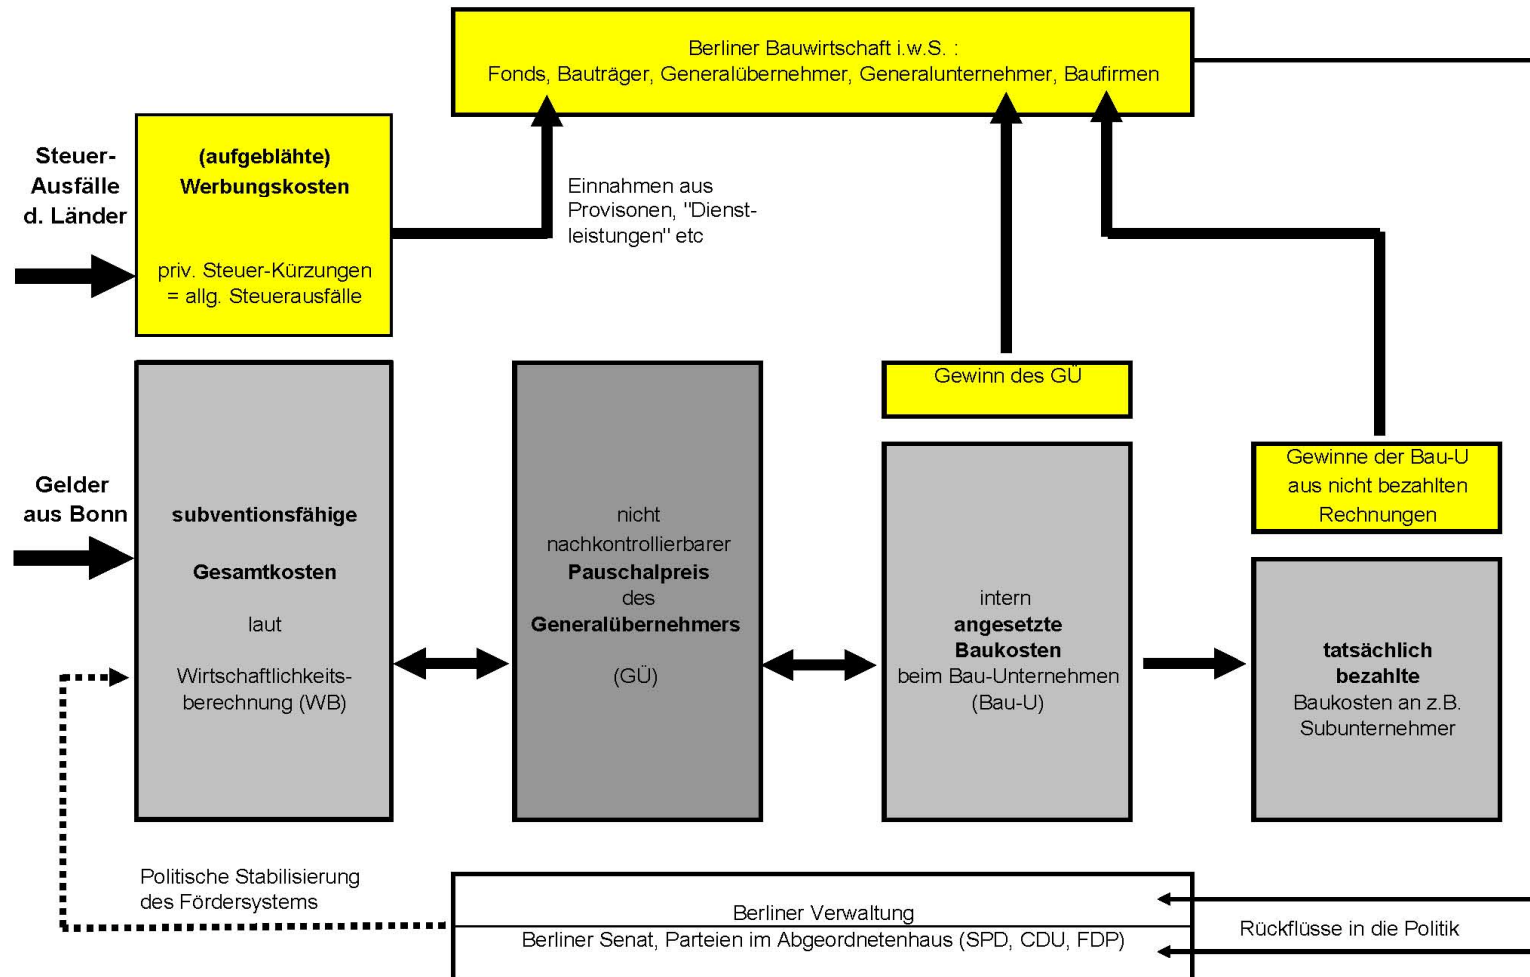 Berliner Bauwirtschaft i.w.S. :
Fonds, Bauträger, Generalübernehmer, Generalunternehmer, Baufirmen
Steuer-
Ausfälle
d. Länder
(aufgeblähte)
Werbungskosten
priv. Steuer-Kürzungen
= allg. Steuerausfälle
Einnahmen aus
Provisonen, "Dienst-
leistungen" etc
Gelder
aus Bonn
subventionsfähige
Gesamtkosten
laut
Wirtschaftlichkeits-
berechnung (WB)
nicht
nachkontrollierbarer
Pauschalpreis
des
Generalübernehmers
(GÜ)
Gewinn des GÜ
intern
angesetzte
Baukosten
beim Bau-Unternehmen
(Bau-U)
Gewinne der Bau-U
aus nicht bezahlten
Rechnungen
tatsächlich
bezahlte
Baukosten an z.B.
Subunternehmer
Politische Stabilisierung
des Fördersystems
Berliner Verwaltung
Berliner Senat, Parteien im Abgeordnetenhaus (SPD, CDU, FDP)
Rückflüsse in die Politik